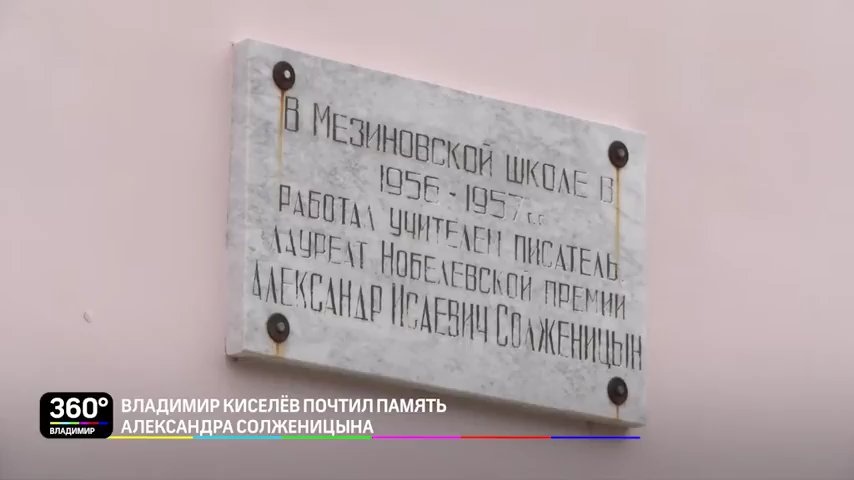 В МЕЗИНОВСКОЙ ШКОЛЕ В
1956 - 1957 г.г.
РАБОТАЛ УЧИТЕЛЕМ ПИСАТЕЛЬ
ЛАУРЕАТ НОБЕЛЕВСКОЙ ПРЕМИИ
АЛЕКСАНДР ИСАЕВИЧ СОЛЖЕНИЦЫН
360°
ВЛАДИМИР
ВЛАДИМИР КИСЕЛЁВ ПОЧТИЛ ПАМЯТЬ
АЛЕКСАНДРА СОЛЖЕНИЦЫНА